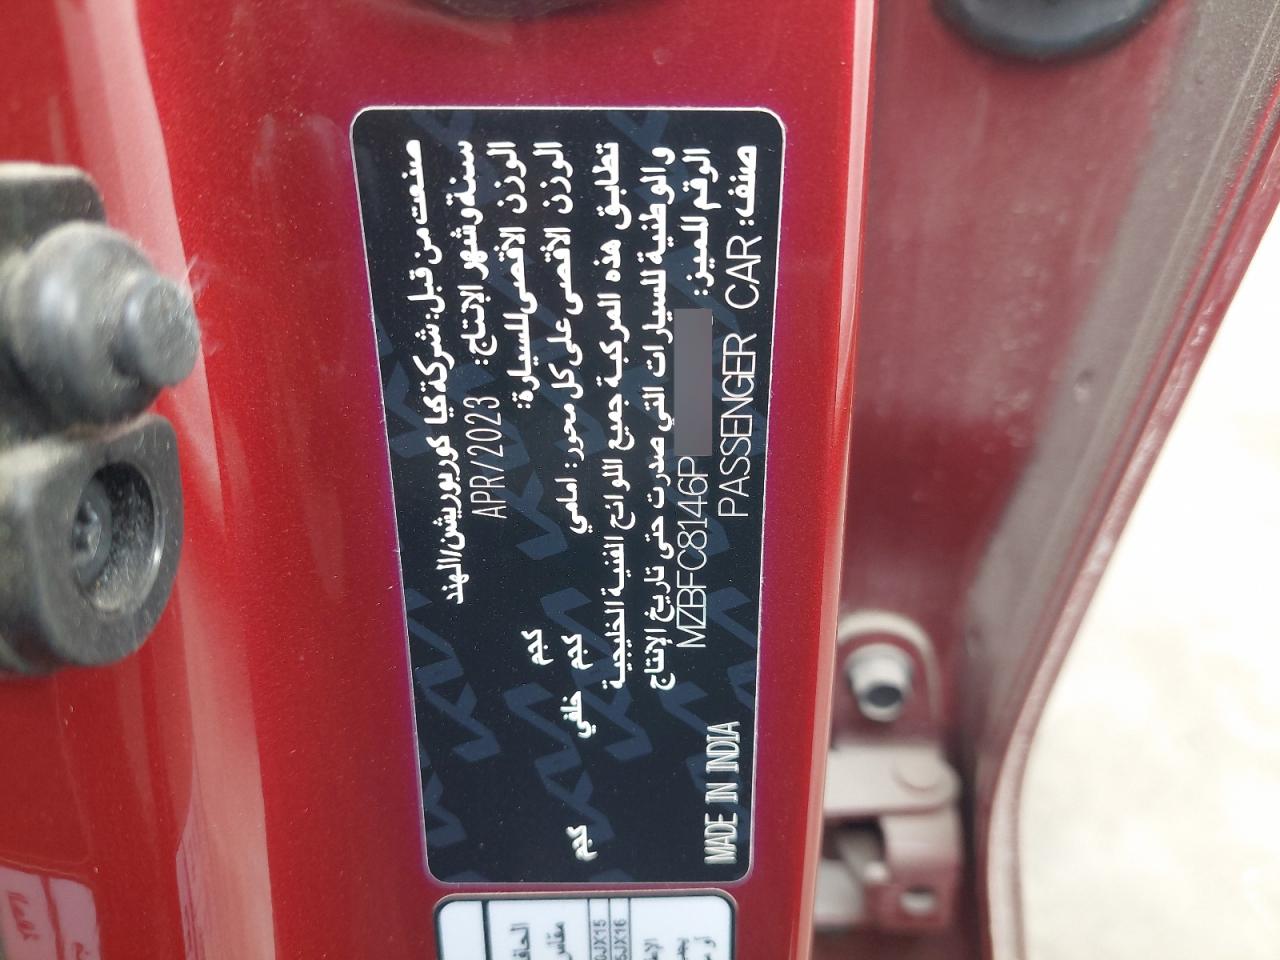 صنعت من قبل: شركة كيا كوربوريشن/الهند
سنة وشهر الإنتاج: APR/2023
الوزن الأقصى للسيارة: كجم
الوزن الأقصى على كل محور: امامي كجم خلفي كجم
تطابق هذه المركبة جميع اللوائح الفنية الخليجية
والوطنية للسيارات التي صدرت حتى تاريخ الإنتاج
الرقم المميز: MZBFC8146P
صنف: PASSENGER CAR
MADE IN INDIA